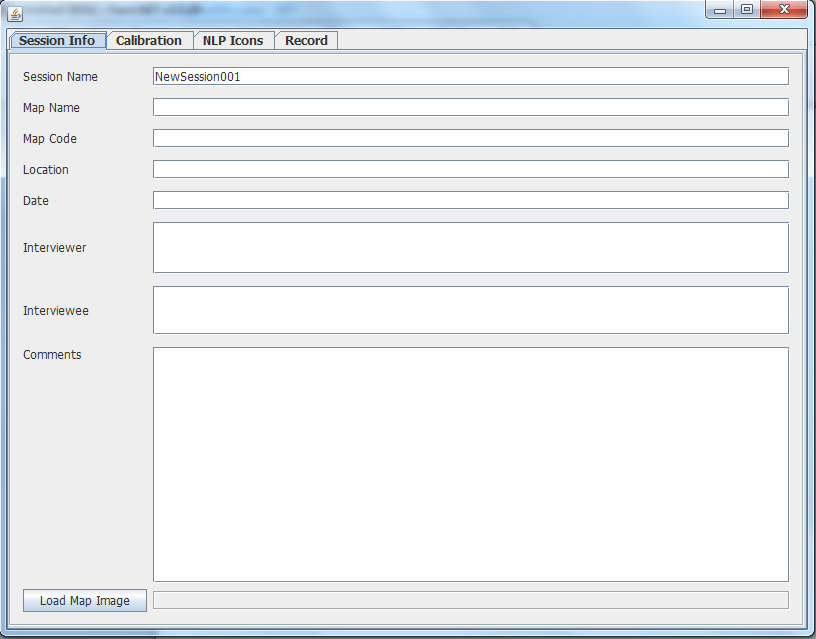 Session Info Calibration NLP Icons Record
Session Name NewSession001
Map Name
Map Code
Location
Date
Interviewer
Interviewee
Comments
Load Map Image